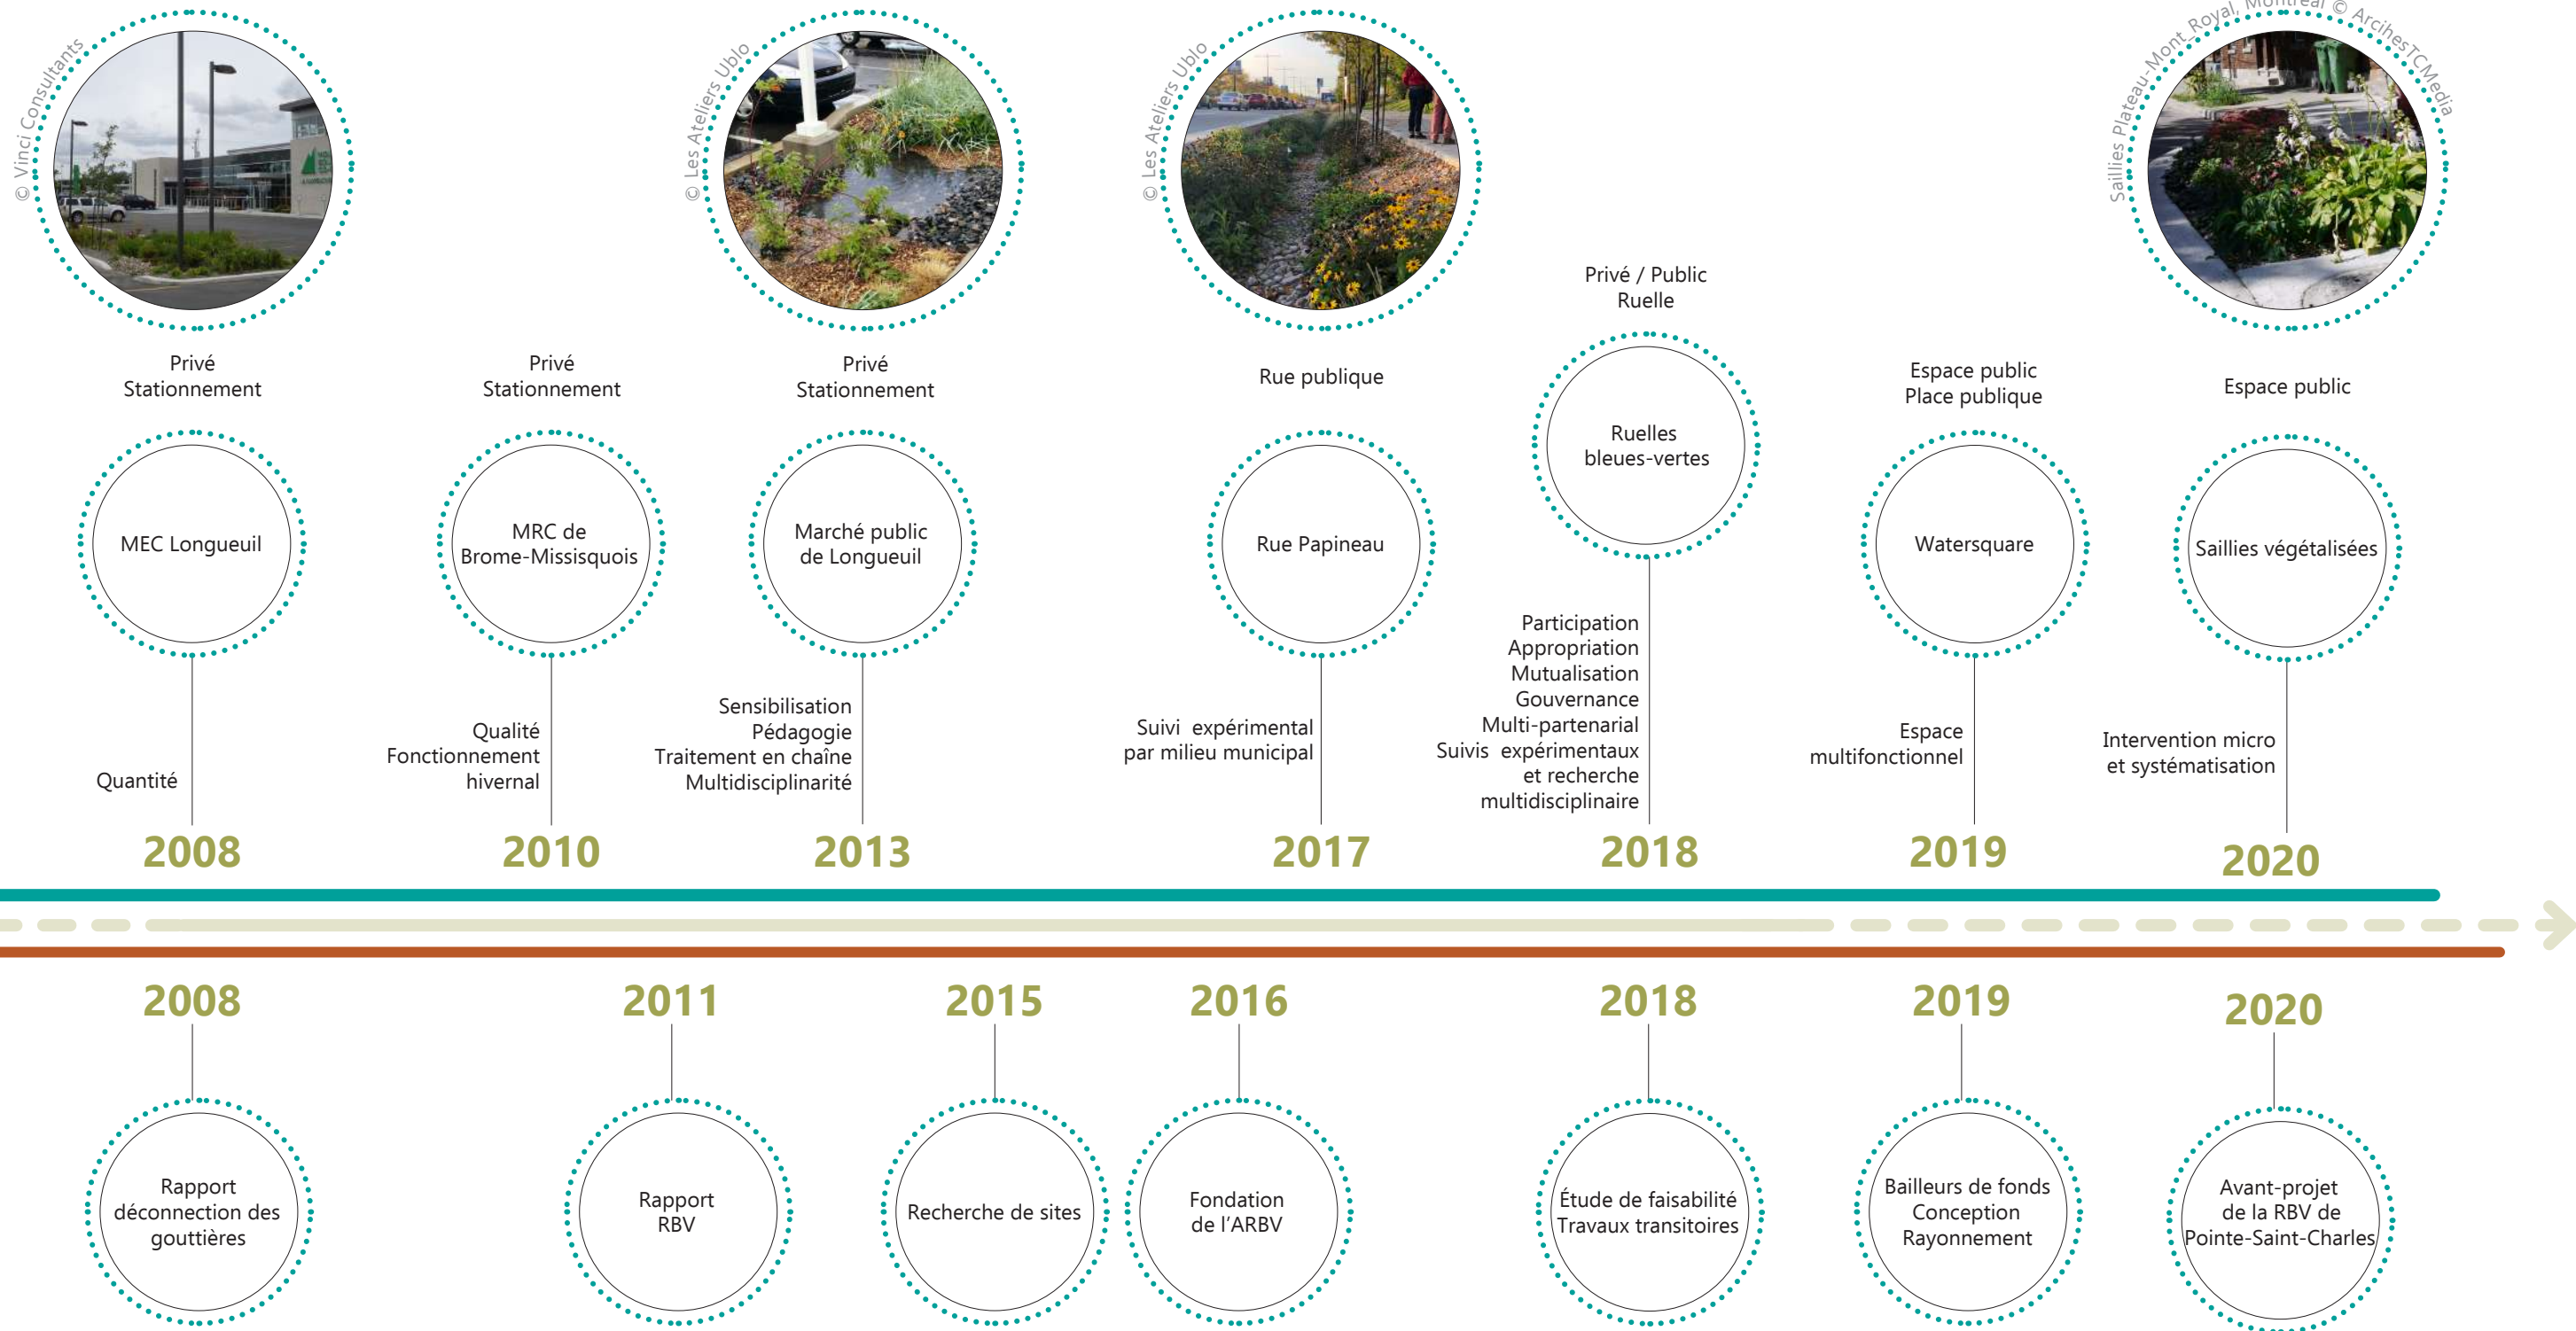 © Vinci Consultants
© Les Ateliers Ublo
© Les Ateliers Ublo
Saillies Plateau-Mont_Royal, Montréal © ArcihesTCMedia
Privé
Stationnement
MEC Longueuil
Quantité
2008
Privé
Stationnement
MRC de
Brome-Missisquois
Qualité
Fonctionnement
hivernal
2010
Privé
Stationnement
Marché public
de Longueuil
Sensibilisation
Pédagogie
Traitement en chaîne
Multidisciplinarité
2013
Rue publique
Rue Papineau
Suivi expérimental
par milieu municipal
2017
Privé / Public
Ruelle
Ruelles
bleues-vertes
Participation
Appropriation
Mutualisation
Gouvernance
Multi-partenarial
Suivis expérimentaux
et recherche
multidisciplinaire
2018
Espace public
Place publique
Watersquare
Espace
multifonctionnel
2019
Espace public
Saillies végétalisées
Intervention micro
et systématisation
2020
2008
Rapport
déconnection des
gouttières
2011
Rapport
RBV
2015
Recherche de sites
2016
Fondation
de l'ARBV
2018
Étude de faisabilité
Travaux transitoires
2019
Bailleurs de fonds
Conception
Rayonnement
2020
Avant-projet
de la RBV de
Pointe-Saint-Charles